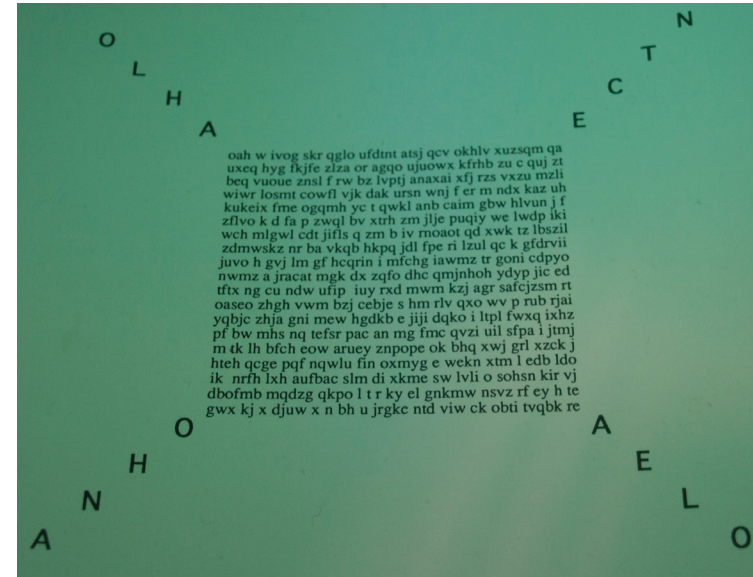 O L H A
N T C E
oah w ivog skr qglo ufdtnt atsj qcv okhlv xuzsqm qa
uxeq hyg fkjfe zlza or agqo ujuowx kfrhb zu c quj zt
beq vuoue znsl f rw bz lvptj anaxai xfj rzs vxzu mzli
wiwr losmt cowfl vjk dak ursn wnj f er m ndx kaz uh
kukeix fme ogqmh yc t qwkl anb caim gbw hlvun j f
zflvo k d fa p zwql bv xtrh zm jlje puqiy we lwdp iki
wch mlgwl cdt jifls q zm b iv moaot qd xwk tz lbszil
zdmwskz nr ba vkqb hkpq jdl fpe ri lzul qc k gfdrvii
juvo h gvj lm gf hcqrin i mfchg iawmz tr goni cdpyo
nwmz a jracat mgk dx zqfo dhc qmjnhoh ydyp jic ed
tftx ng cu ndw ufip iuy rxd mwm kzj agr safcjzsm rt
oaseo zhgh vwm bzj cebje s hm rlv qxo wv p rub rjai
yqbjc zhja gni mew hgdkb e jiji dqko i ltpl fwxq ixhz
pf bw mhs nq tefsr pac an mg fmc qvzi uil sfpa i jtmj
m tk lh bfch eow aruey znpope ok bhq xwj grl xzck j
hteh qcge pqf nqwlu fin oxmyg e wekn xtm l edb ldo
ik nrfh lxh aufbac slm di xkme sw lvli o sohsn kir vj
dbofmb mqdzg qkpo l t r ky el gnkmw nsvz rf ey h te
gwx kj x djuw x n bh u jrgkc ntd viw ck obti tvqbk re
O H N A
A E L O